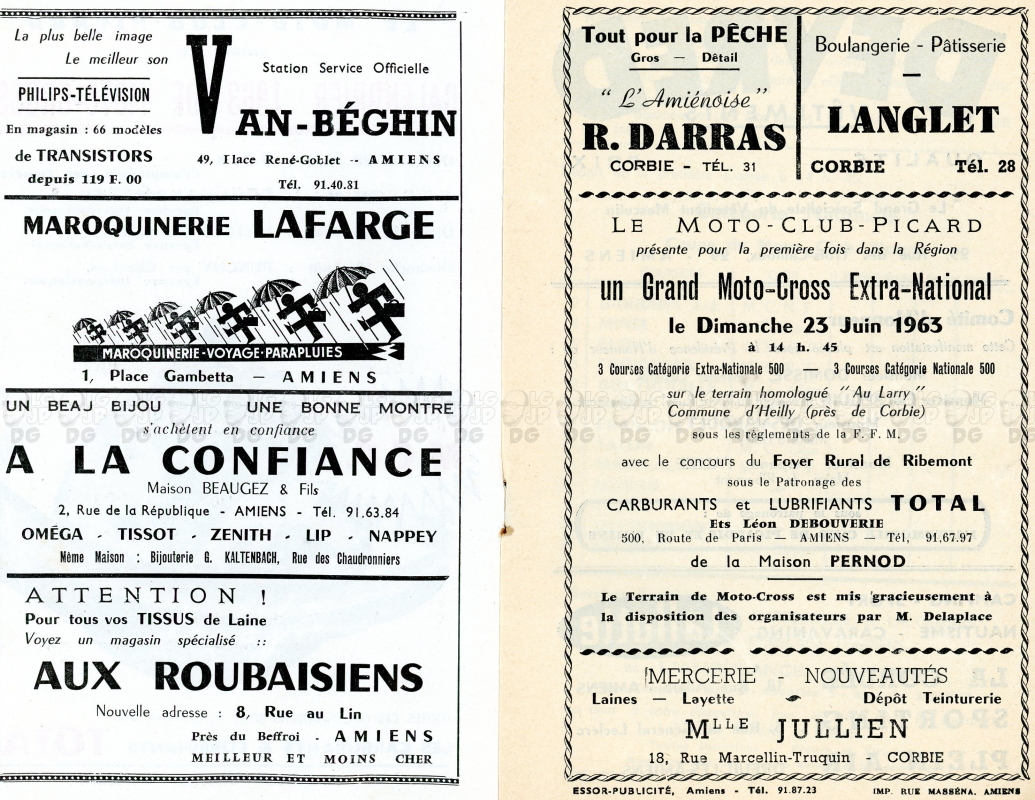 La plus belle image
Le meilleur son
PHILIPS-TÉLÉVISION
En magasin : 66 modèles
de TRANSISTORS
depuis 119 F. 00
Station Service Officielle
VAN-BÉGHIN
49, Place René-Goblet -- AMIENS
Tél. 91.40.81
MAROQUINERIE LAFARGE
MAROQUINERIE-VOYAGE-PARAPLUIES
1, Place Gambetta — AMIENS
UN BEAU BIJOU UNE BONNE MONTRE
s'achètent en confiance
A LA CONFIANCE
Maison BEAUGEZ & Fils
2, Rue de la République - AMIENS - Tél. 91.63.84
OMÉGA - TISSOT - ZENITH - LIP - NAPPEY
Même Maison : Bijouterie G. KALTENBACH, Rue des Chaudronniers
ATTENTION !
Pour tous vos TISSUS de Laine
Voyez un magasin spécialisé ::
AUX ROUBAISIENS
Nouvelle adresse : 8, Rue au Lin
Près du Beffroi - AMIENS
MEILLEUR ET MOINS CHER
Tout pour la PÊCHE
Gros — Détail
"L'Amiénoise"
R. DARRAS
CORBIE - TÉL. 31
Boulangerie - Pâtisserie
LANGLET
CORBIE Tél. 28
LE MOTO-CLUB-PICARD
présente pour la première fois dans la Région
un Grand Moto-Cross Extra-National
le Dimanche 23 Juin 1963
à 14 h. 45
3 Courses Catégorie Extra-Nationale 500 — 3 Courses Catégorie Nationale 500
sur le terrain homologué "Au Larry"
Commune d'Heilly (près de Corbie)
sous les règlements de la F. F. M.
avec le concours du Foyer Rural de Ribemont
sous le Patronage des
CARBURANTS et LUBRIFIANTS TOTAL
Ets Léon DEBOUVERIE
500, Route de Paris — AMIENS — Tél, 91.67.97
de la Maison PERNOD
Le Terrain de Moto-Cross est mis gracieusement à
la disposition des organisateurs par M. Delaplace
MERCERIE - NOUVEAUTÉS
Laines — Layette Dépôt Teinturerie
MLLE JULLIEN
18, Rue Marcellin-Truquin CORBIE
ESSOR-PUBLICITÉ, Amiens - Tél. 91.87.23
IMP. RUE MASSÉNA, AMIENS